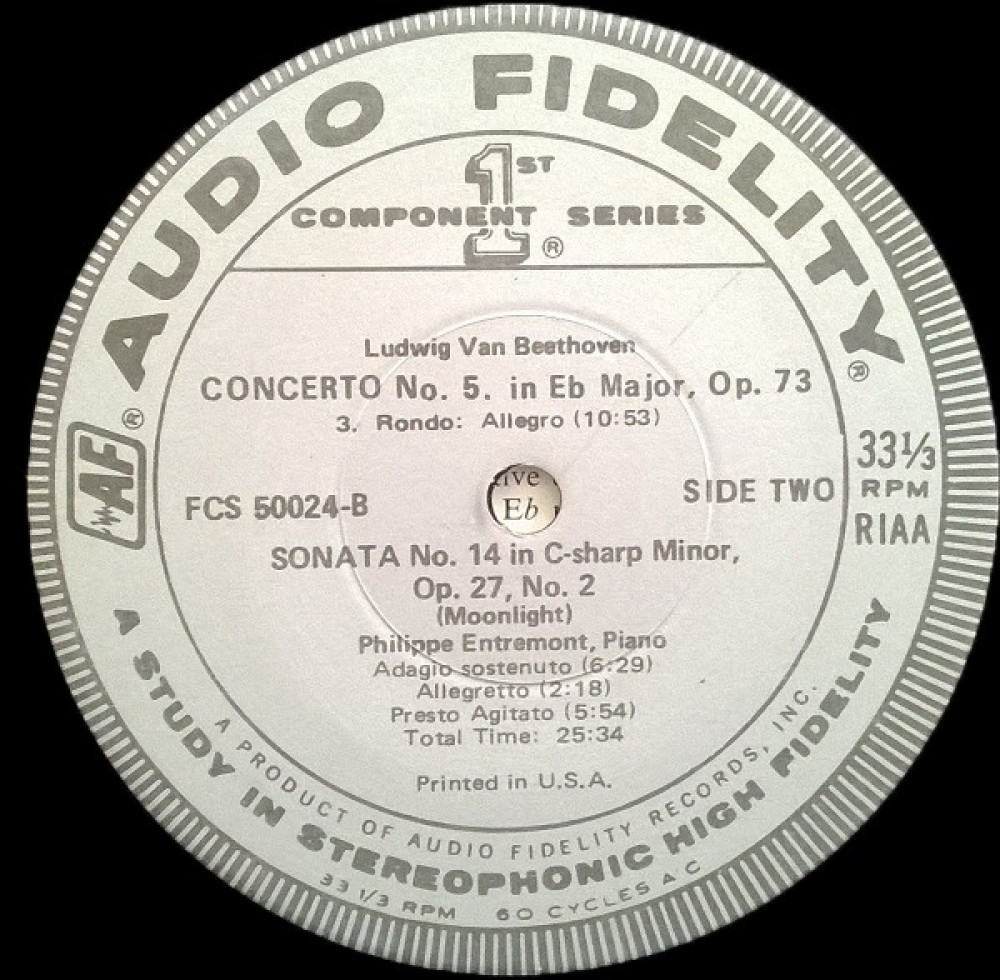 AUDIO FIDELITY ®
1ST
COMPONENT SERIES
®
Ludwig Van Beethoven
CONCERTO No. 5. in Eb Major, Op. 73
3. Rondo: Allegro (10:53)
AF ®
33⅓
RPM
RIAA
FCS 50024-B
SIDE TWO
ive
Eb
SONATA No. 14 in C-sharp Minor,
Op. 27, No. 2
(Moonlight)
Philippe Entremont, Piano
Adagio sostenuto (6:29)
Allegretto (2:18)
Presto Agitato (5:54)
Total Time: 25:34
Printed in U.S.A.
A PRODUCT OF AUDIO FIDELITY RECORDS, INC.
A STUDY IN STEREOPHONIC HIGH FIDELITY
33 1/3 RPM 60 CYCLES A C